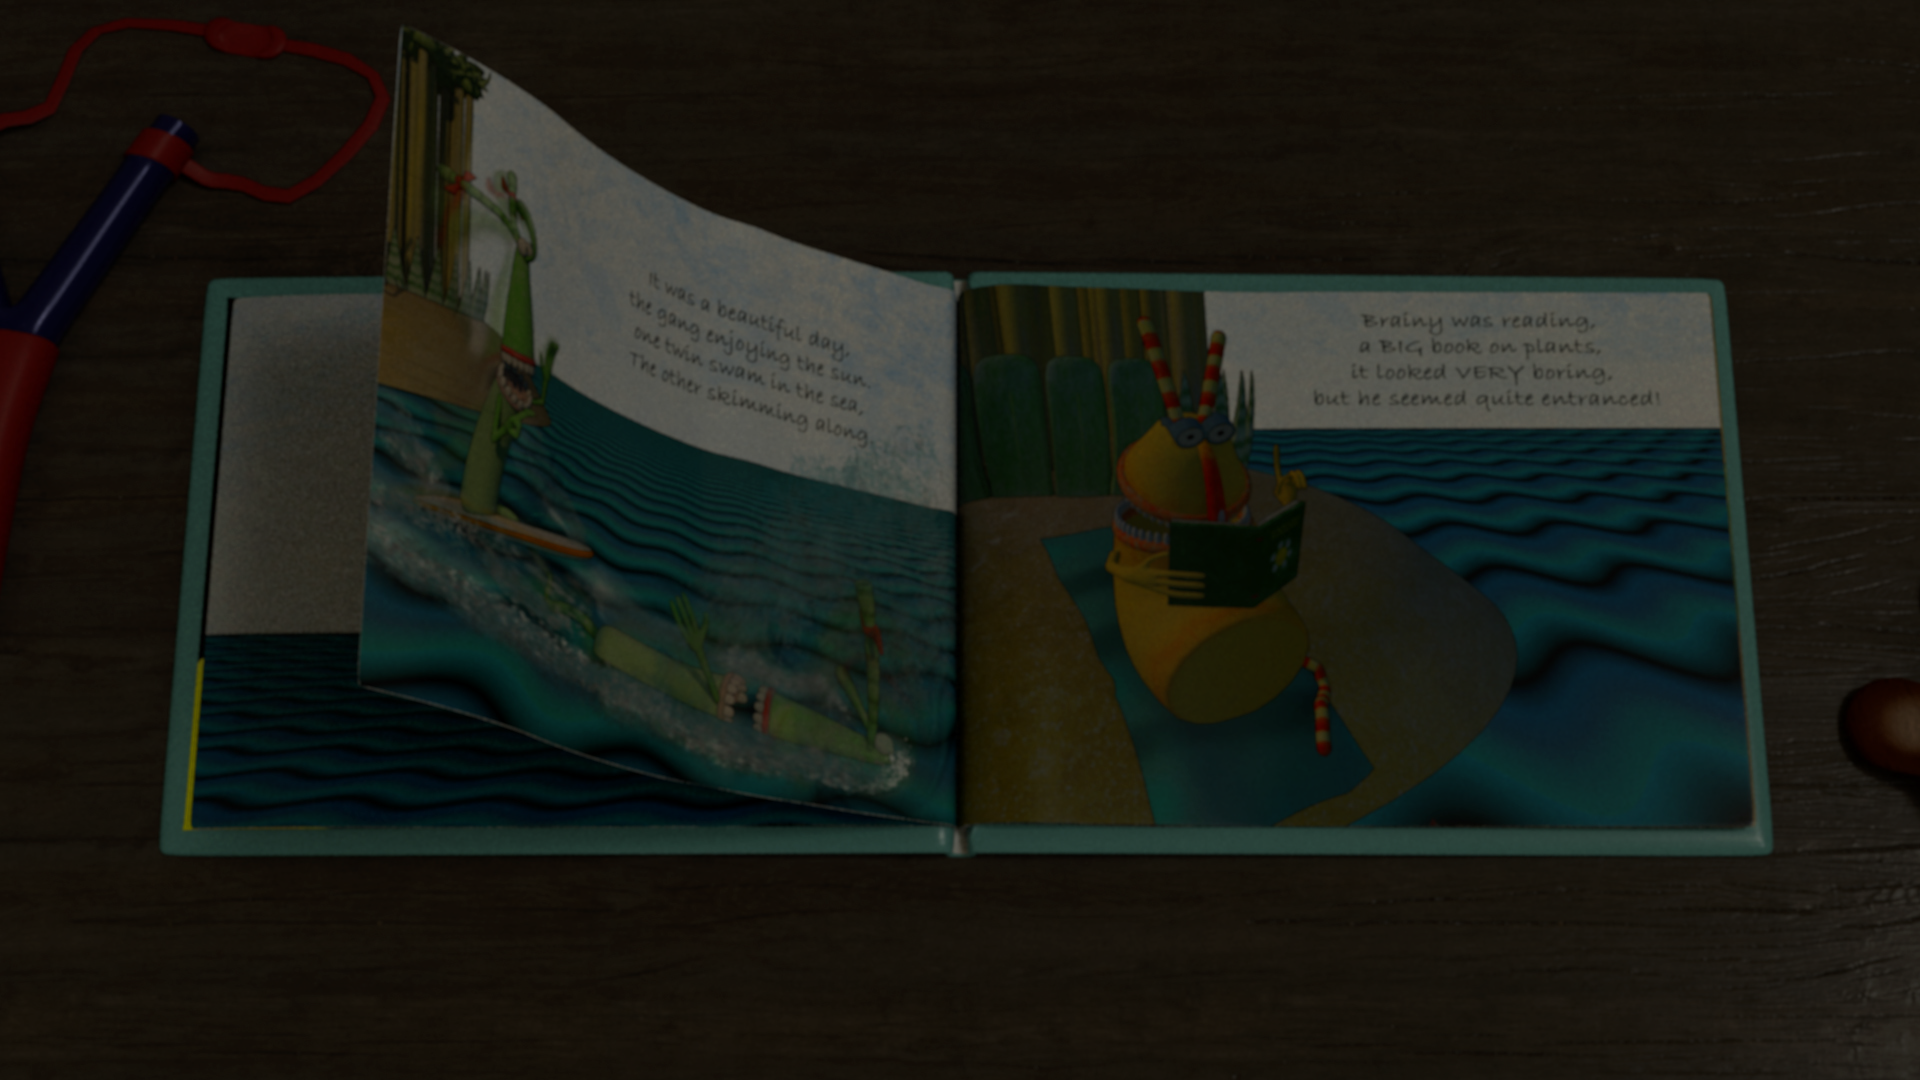 It was a beautiful day,
the gang enjoying the sun.
one twin swam in the sea,
The other skimming along.
Brainy was reading,
a BIG book on plants,
it looked VERY boring,
but he seemed quite entranced!